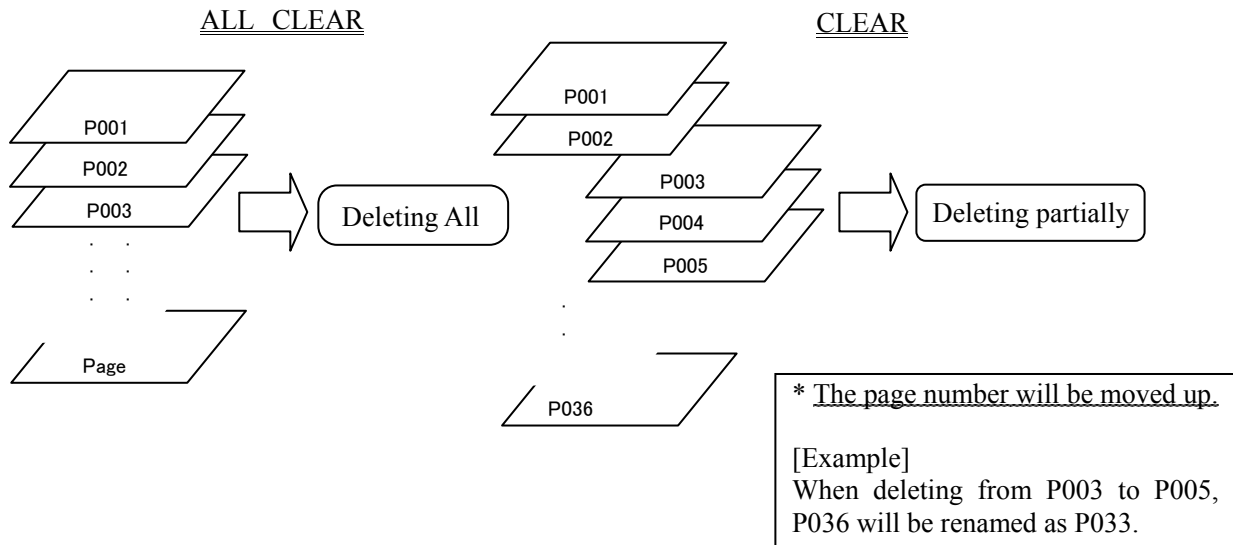 ALL CLEAR
P001
P002
P003
Page
Deleting All
CLEAR
P001
P002
P003
P004
P005
P036
Deleting partially
* The page number will be moved up.
[Example]
When deleting from P003 to P005,
P036 will be renamed as P033.